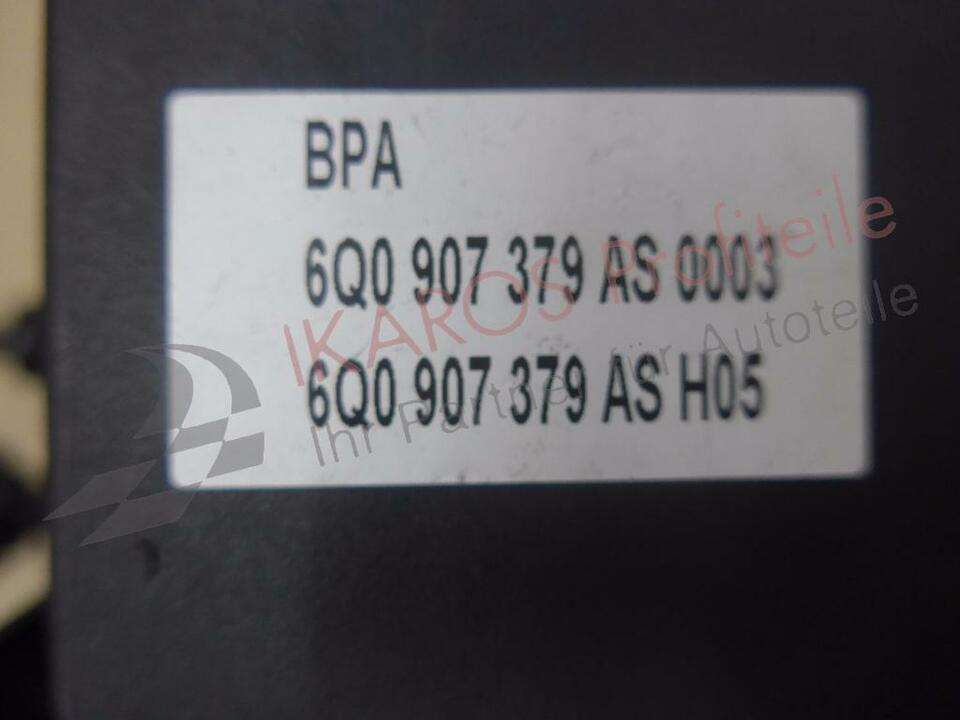 BPA
6Q0 907 379 AS 0003
6Q0 907 379 AS H05
IKAROS Profiteile
Ihr Partner für Autoteile